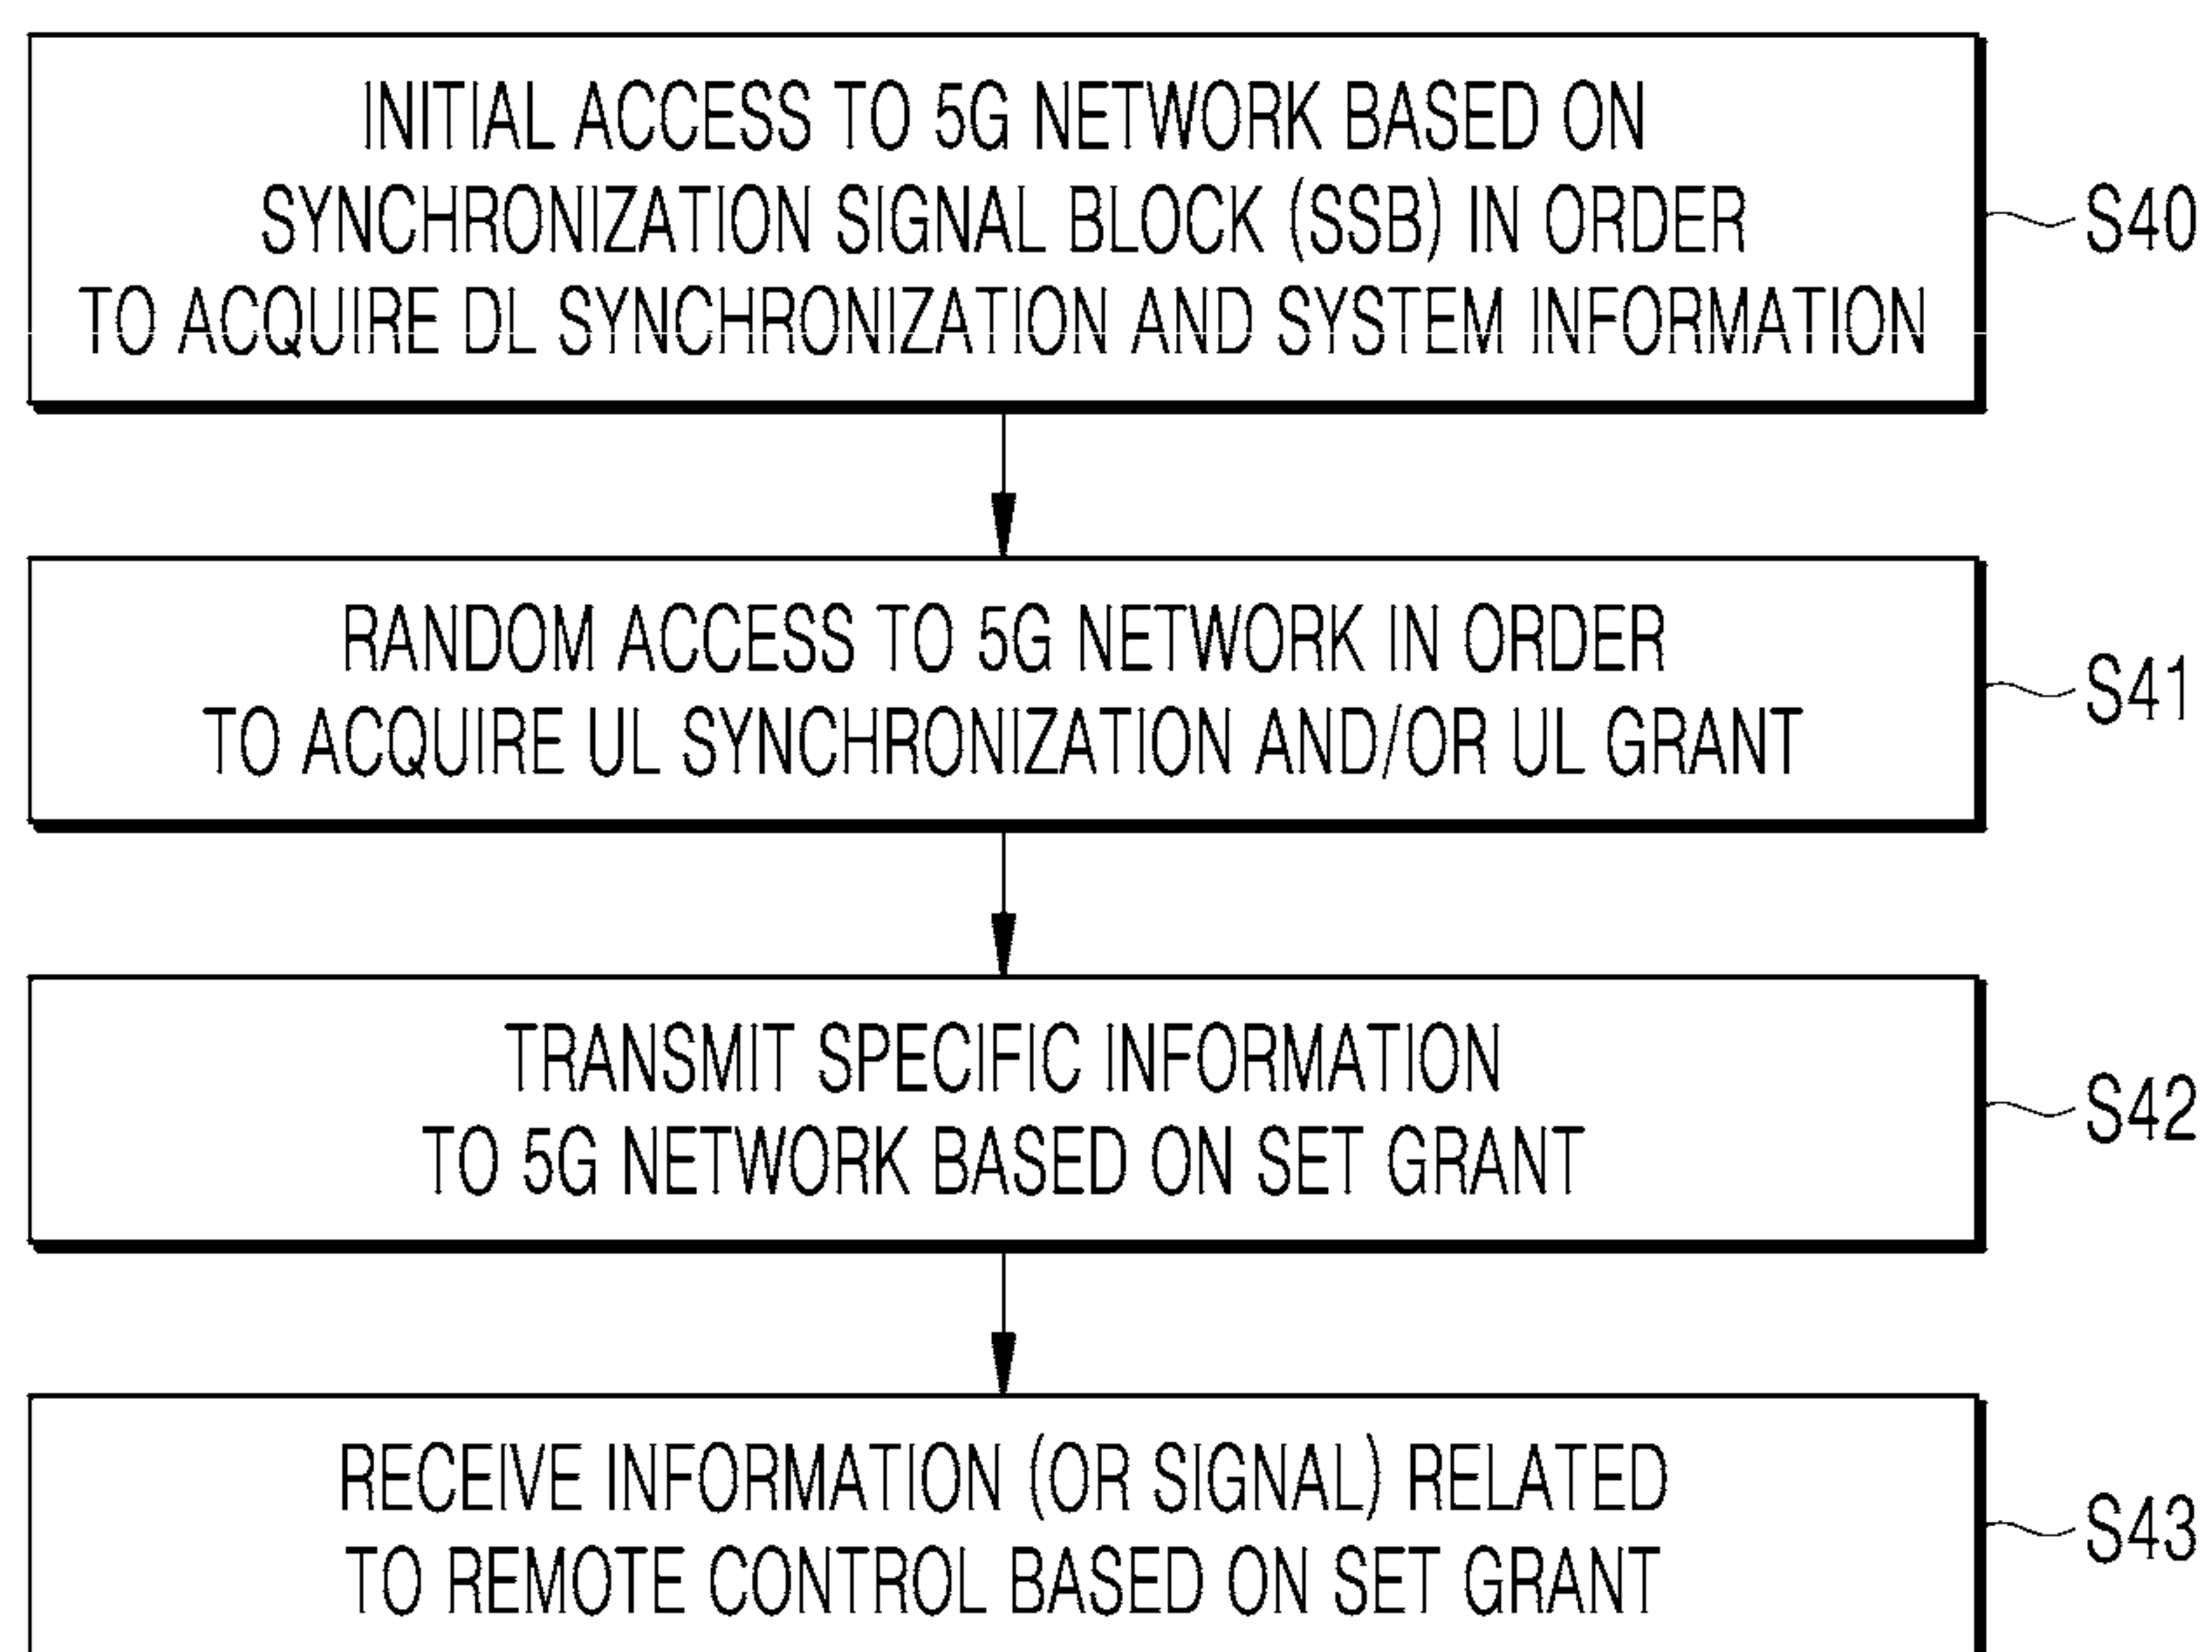 INITIAL ACCESS TO 5G NETWORK BASED ON
SYNCHRONIZATION SIGNAL BLOCK (SSB) IN ORDER
TO ACQUIRE DL SYNCHRONIZATION AND SYSTEM INFORMATION
S40
RANDOM ACCESS TO 5G NETWORK IN ORDER
TO ACQUIRE UL SYNCHRONIZATION AND/OR UL GRANT
S41
TRANSMIT SPECIFIC INFORMATION
TO 5G NETWORK BASED ON SET GRANT
S42
RECEIVE INFORMATION (OR SIGNAL) RELATED
TO REMOTE CONTROL BASED ON SET GRANT
S43